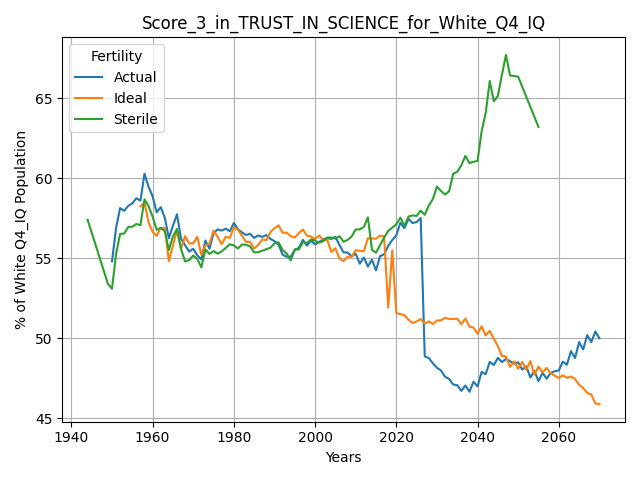 Score_3_in_TRUST_IN_SCIENCE_for_White_Q4_IQ
Fertility
Actual
Ideal
Sterile
% of White Q4_IQ Population
65
60
55
50
45
1940
1960
1980
2000
2020
2040
2060
Years